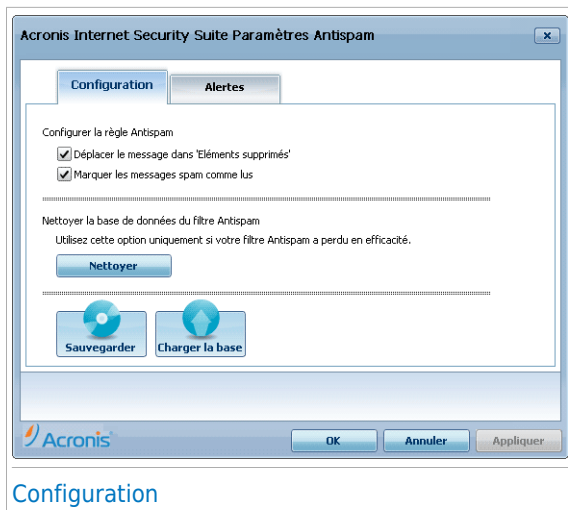 Acronis Internet Security Suite Paramètres Antispam
Configuration
Alertes
Configurer la règle Antispam
Déplacer le message dans 'Eléments supprimés'
Marquer les messages spam comme lus
Nettoyer la base de données du filtre Antispam
Utilisez cette option uniquement si votre filtre Antispam a perdu en efficacité.
Nettoyer
Sauvegarder
Charger la base
Acronis
OK
Annuler
Appliquer
Configuration